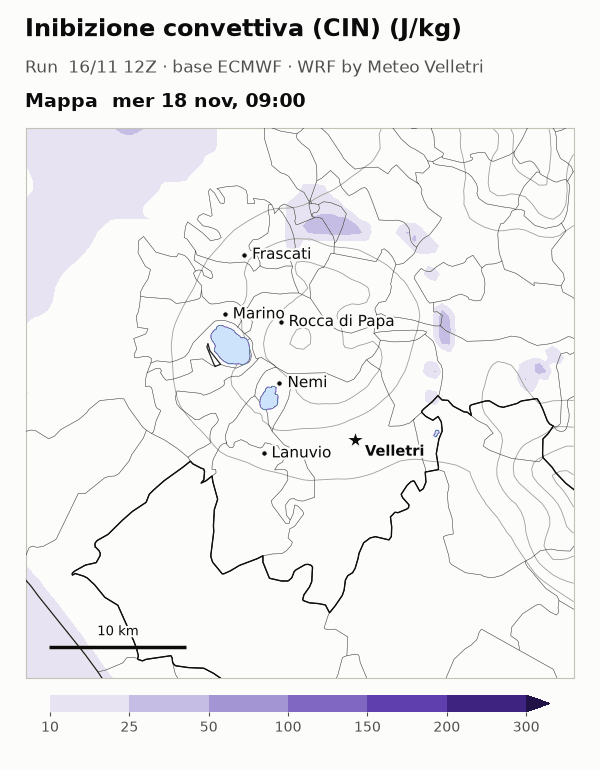 Inibizione convettiva (CIN) (J/kg)
Run  16/11 12Z · base ECMWF · WRF by Meteo Velletri
Mappa  mer 18 nov, 09:00
Frascati
Marino
Rocca di Papa
Nemi
Velletri
Lanuvio
10 km
10 25 50 100 150 200 300